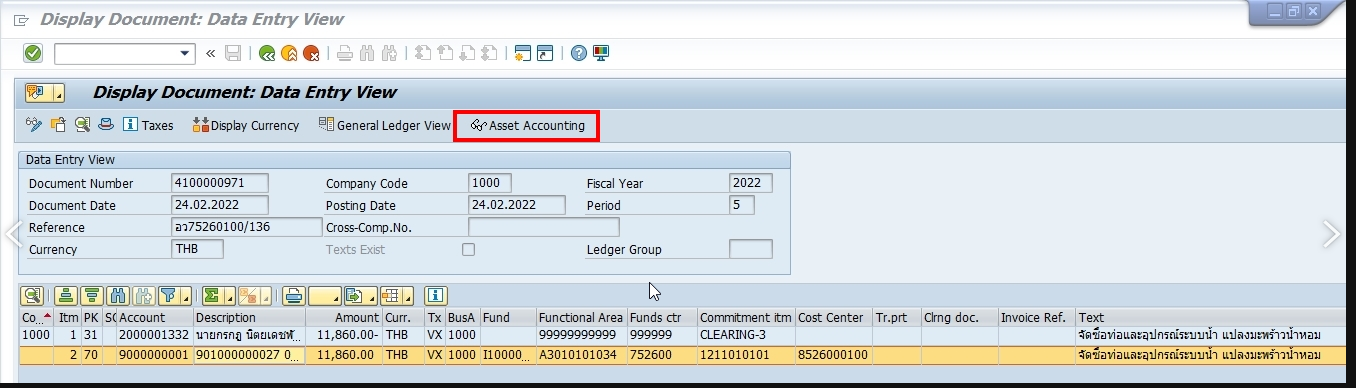 Display Document: Data Entry View
Display Document: Data Entry View
Taxes Display Currency General Ledger View Asset Accounting
Data Entry View
Document Number 4100000971 Company Code 1000 Fiscal Year 2022
Document Date 24.02.2022 Posting Date 24.02.2022 Period 5
Reference อว75260100/136 Cross-Comp.No.
Currency THB Texts Exist Ledger Group
Co... Itm PK SG Account Description Amount Curr. Tx BusA Fund Functional Area Funds ctr Commitment itm Cost Center Tr.prt Clrng doc. Invoice Ref. Text
1000 1 31 2000001332 11,860.00- THB VX 1000 99999999999 999999 CLEARING-3 จัดซื้อท่อและอุปกรณ์ระบบน้ำ แปลงมะพร้าวน้ำหอม
2 70 9000000001 901000000027 0... 11,860.00 THB VX 1000 I10000... A3010101034 752600 1211010101 8526000100 จัดซื้อท่อและอุปกรณ์ระบบน้ำ แปลงมะพร้าวน้ำหอม